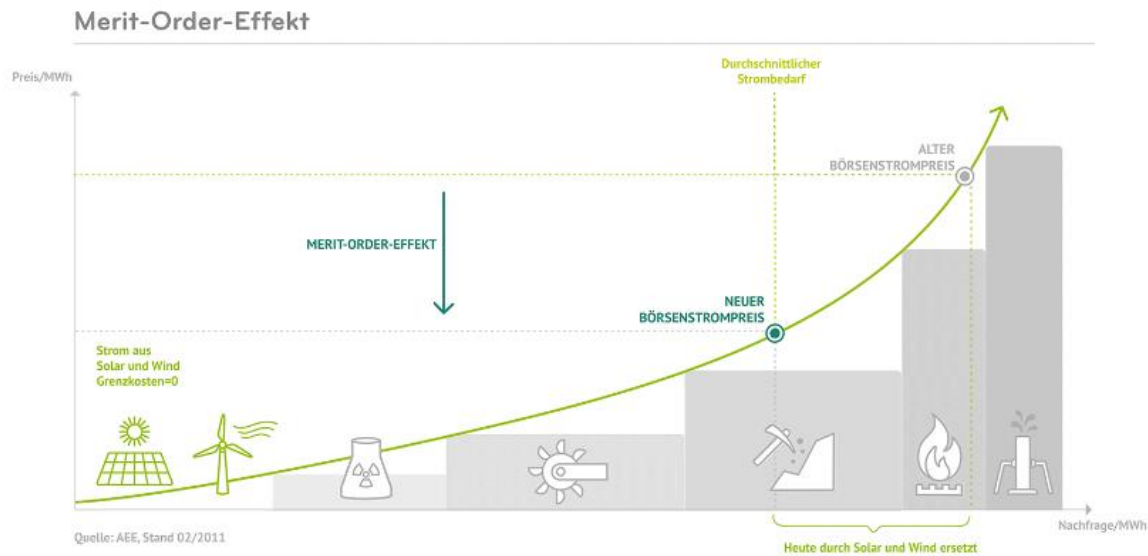 Merit-Order-Effekt
Preis/MWh
Durchschnittlicher
Strombedarf
ALTER
BÖRSENSTROMPREIS
MERIT-ORDER-EFFEKT
NEUER
BÖRSENSTROMPREIS
Strom aus
Solar und Wind
Grenzkosten=0
Nachfrage/MWh
Quelle: AEE, Stand 02/2011
Heute durch Solar und Wind ersetzt